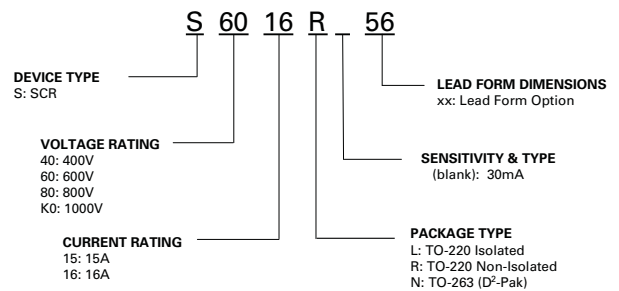 S 60 16 R _ 56
DEVICE TYPE
S: SCR
VOLTAGE RATING
40: 400V
60: 600V
80: 800V
K0: 1000V
CURRENT RATING
15: 15A
16: 16A
LEAD FORM DIMENSIONS
xx: Lead Form Option
SENSITIVITY & TYPE
(blank): 30mA
PACKAGE TYPE
L: TO-220 Isolated
R: TO-220 Non-Isolated
N: TO-263 (D²-Pak)